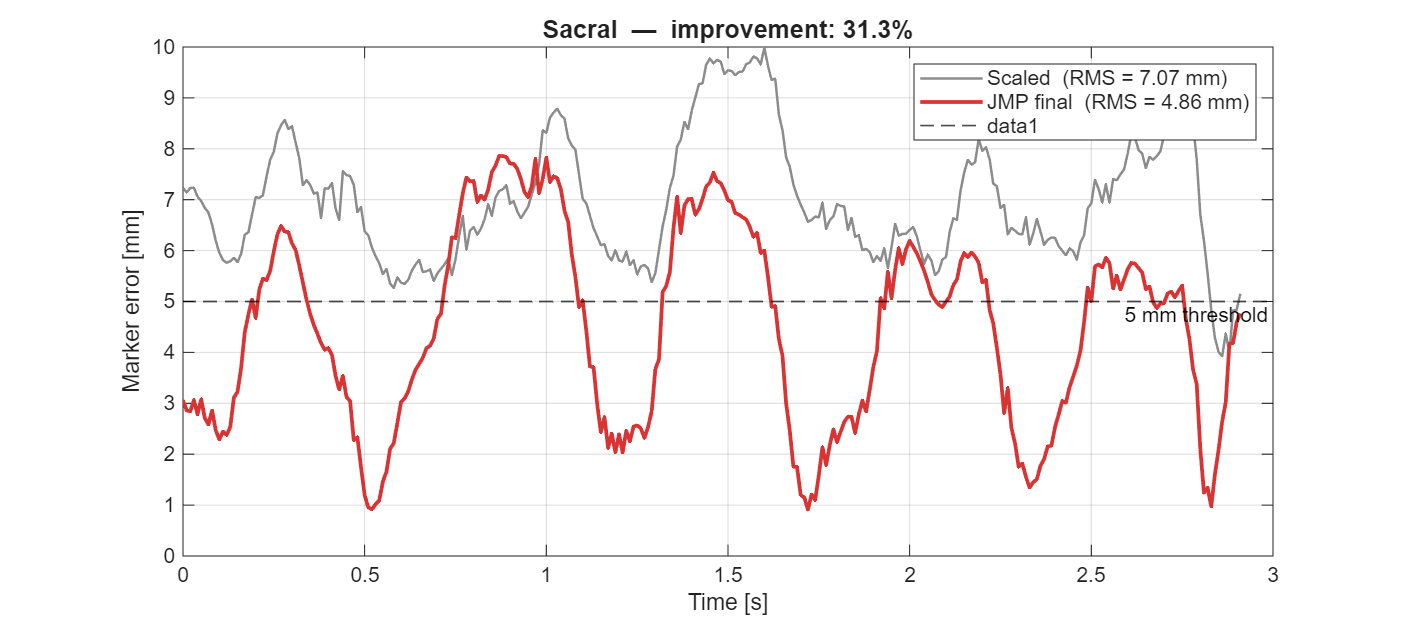 Sacral — improvement: 31.3%
Scaled (RMS = 7.07 mm)
JMP final (RMS = 4.86 mm)
data1
Marker error [mm]
10
9
8
7
6
5
4
3
2
1
0
5 mm threshold
0 0.5 1 1.5 2 2.5 3
Time [s]